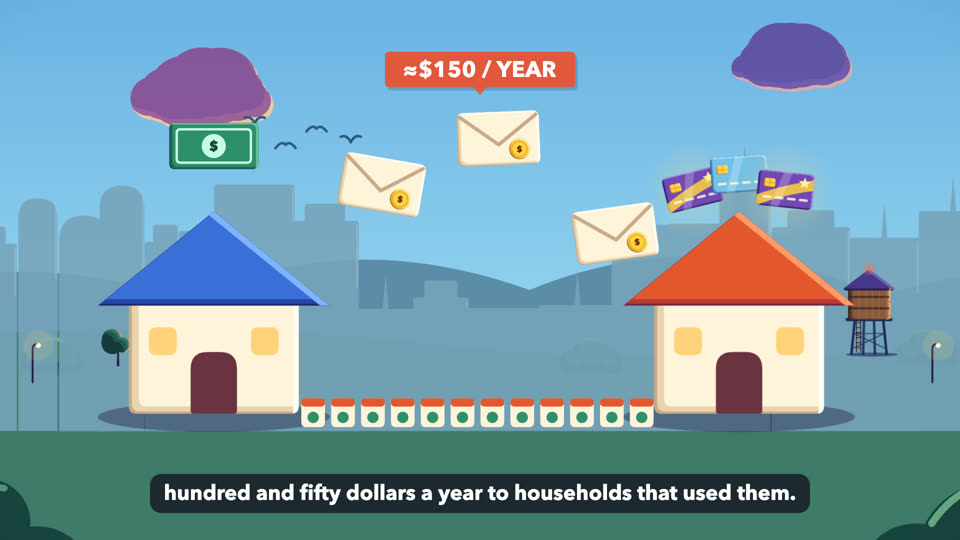 ≈$150 / YEAR
$
$
$
$
hundred and fifty dollars a year to households that used them.